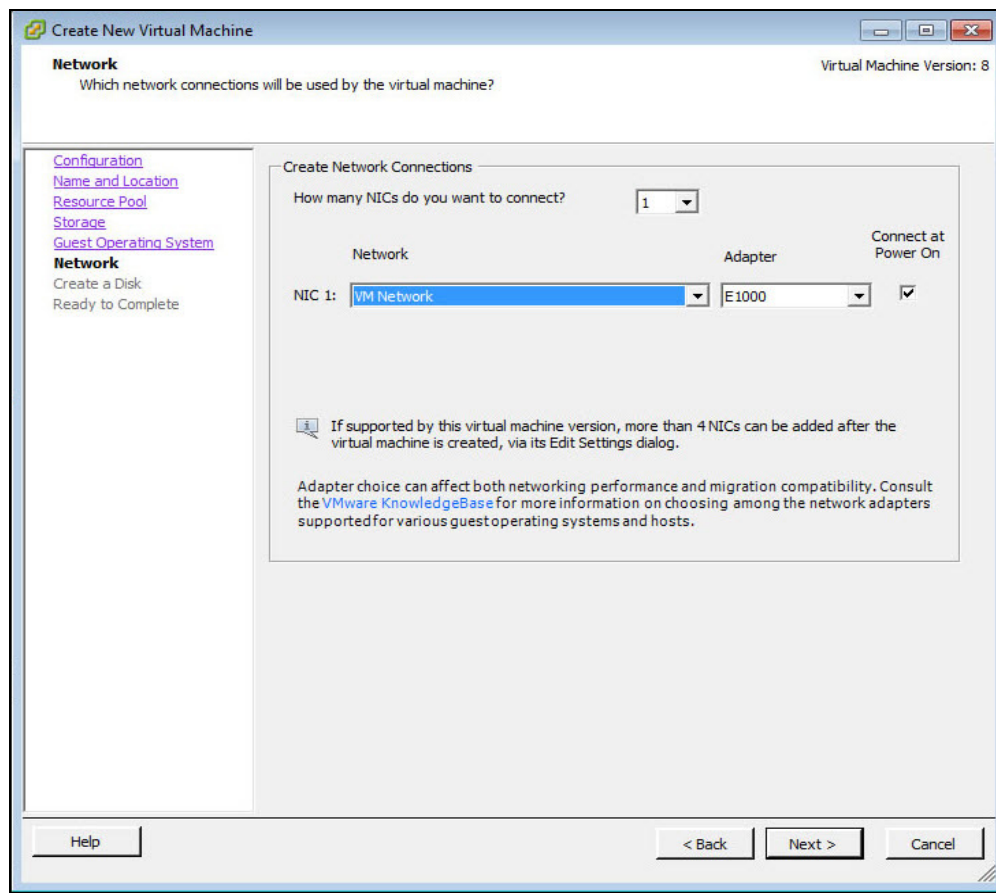 Create New Virtual Machine
Network
Which network connections will be used by the virtual machine?
Virtual Machine Version: 8
Configuration
Name and Location
Resource Pool
Storage
Guest Operating System
Network
Create a Disk
Ready to Complete
Create Network Connections
How many NICs do you want to connect?
1
Network
Adapter
Connect at
Power On
NIC 1:
VM Network
E1000
If supported by this virtual machine version, more than 4 NICs can be added after the
virtual machine is created, via its Edit Settings dialog.
Adapter choice can affect both networking performance and migration compatibility. Consult
the VMware KnowledgeBase for more information on choosing among the network adapters
supported for various guest operating systems and hosts.
Help
< Back
Next >
Cancel